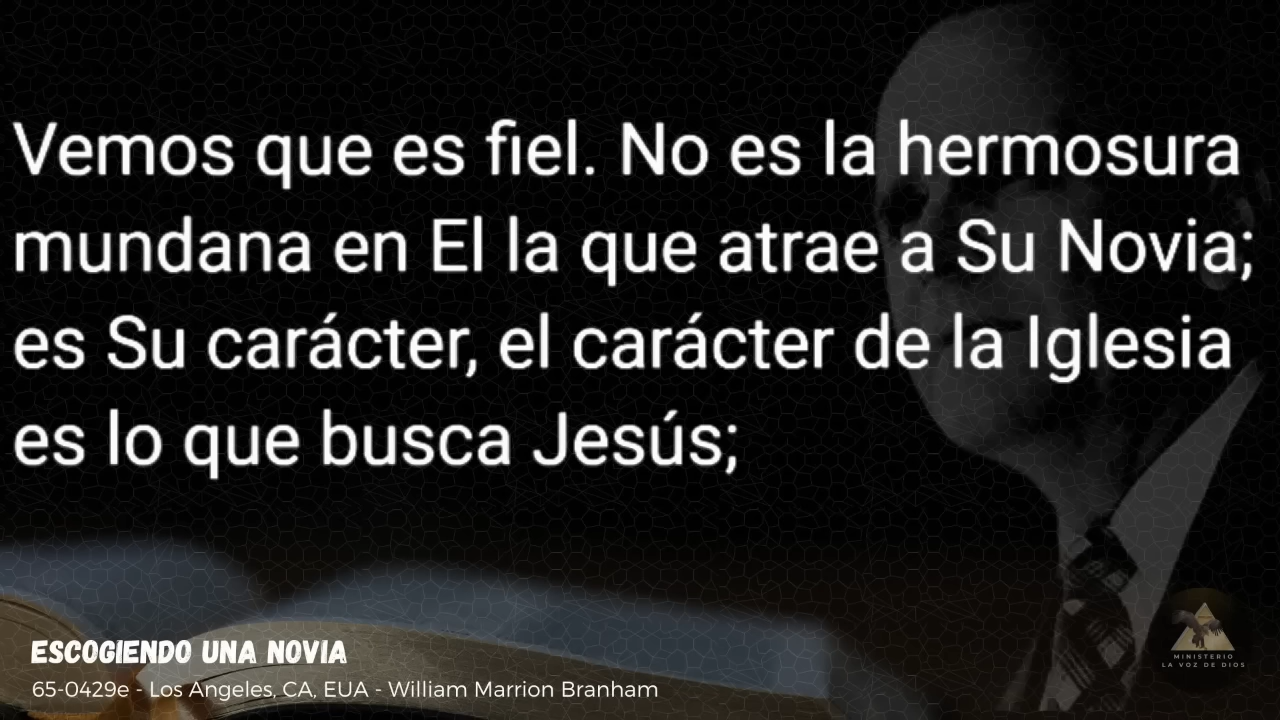 Vemos que es fiel. No es la hermosura
mundana en El la que atrae a Su Novia;
es Su carácter, el carácter de la Iglesia
es lo que busca Jesús;
ESCOGIENDO UNA NOVIA
65-0429e - Los Angeles, CA, EUA - William Marrion Branham
MINISTERIO
LA VOZ DE DIOS